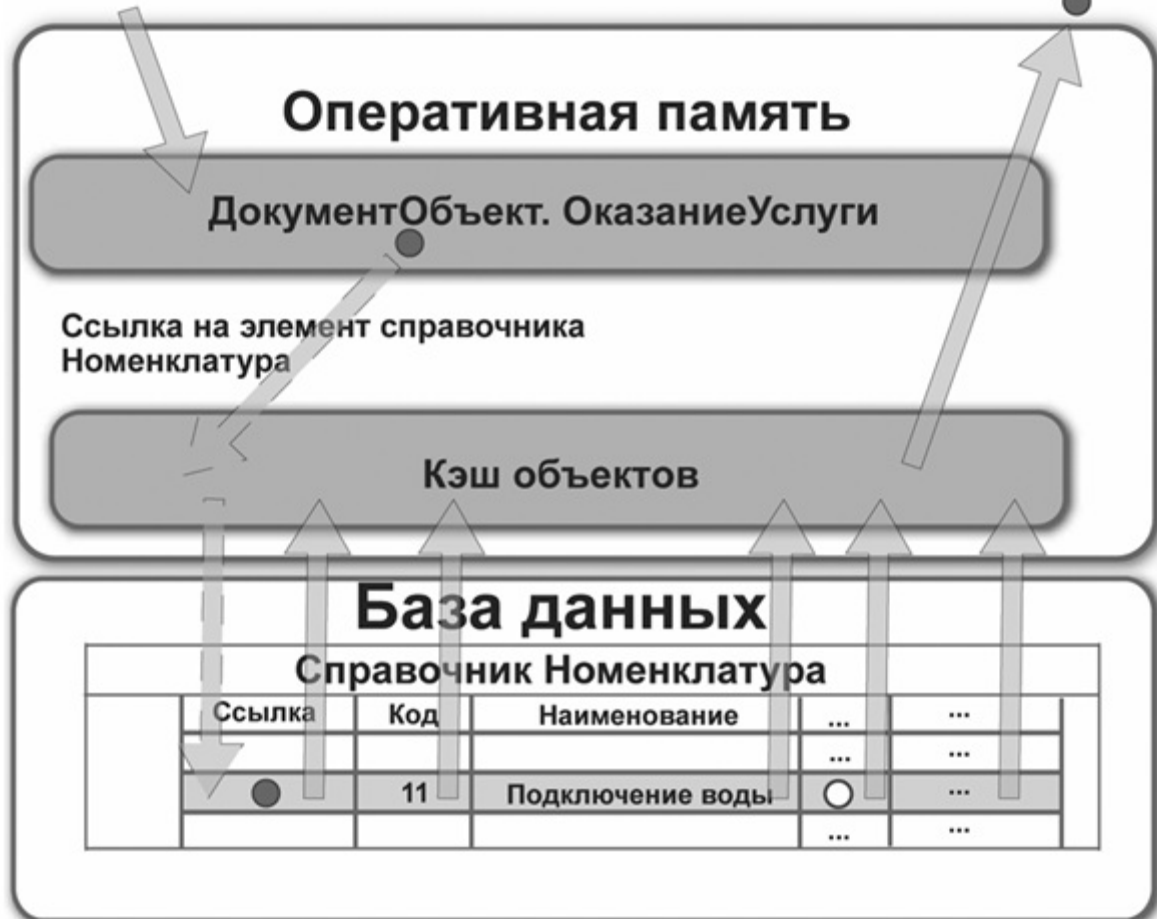 Оперативная память
ДокументОбъект. ОказаниеУслуги
Ссылка на элемент справочника
Номенклатура
Кэш объектов
База данных
Справочник Номенклатура
Ссылка Код Наименование ... ...
... ...
11 Подключение воды ...
... ...